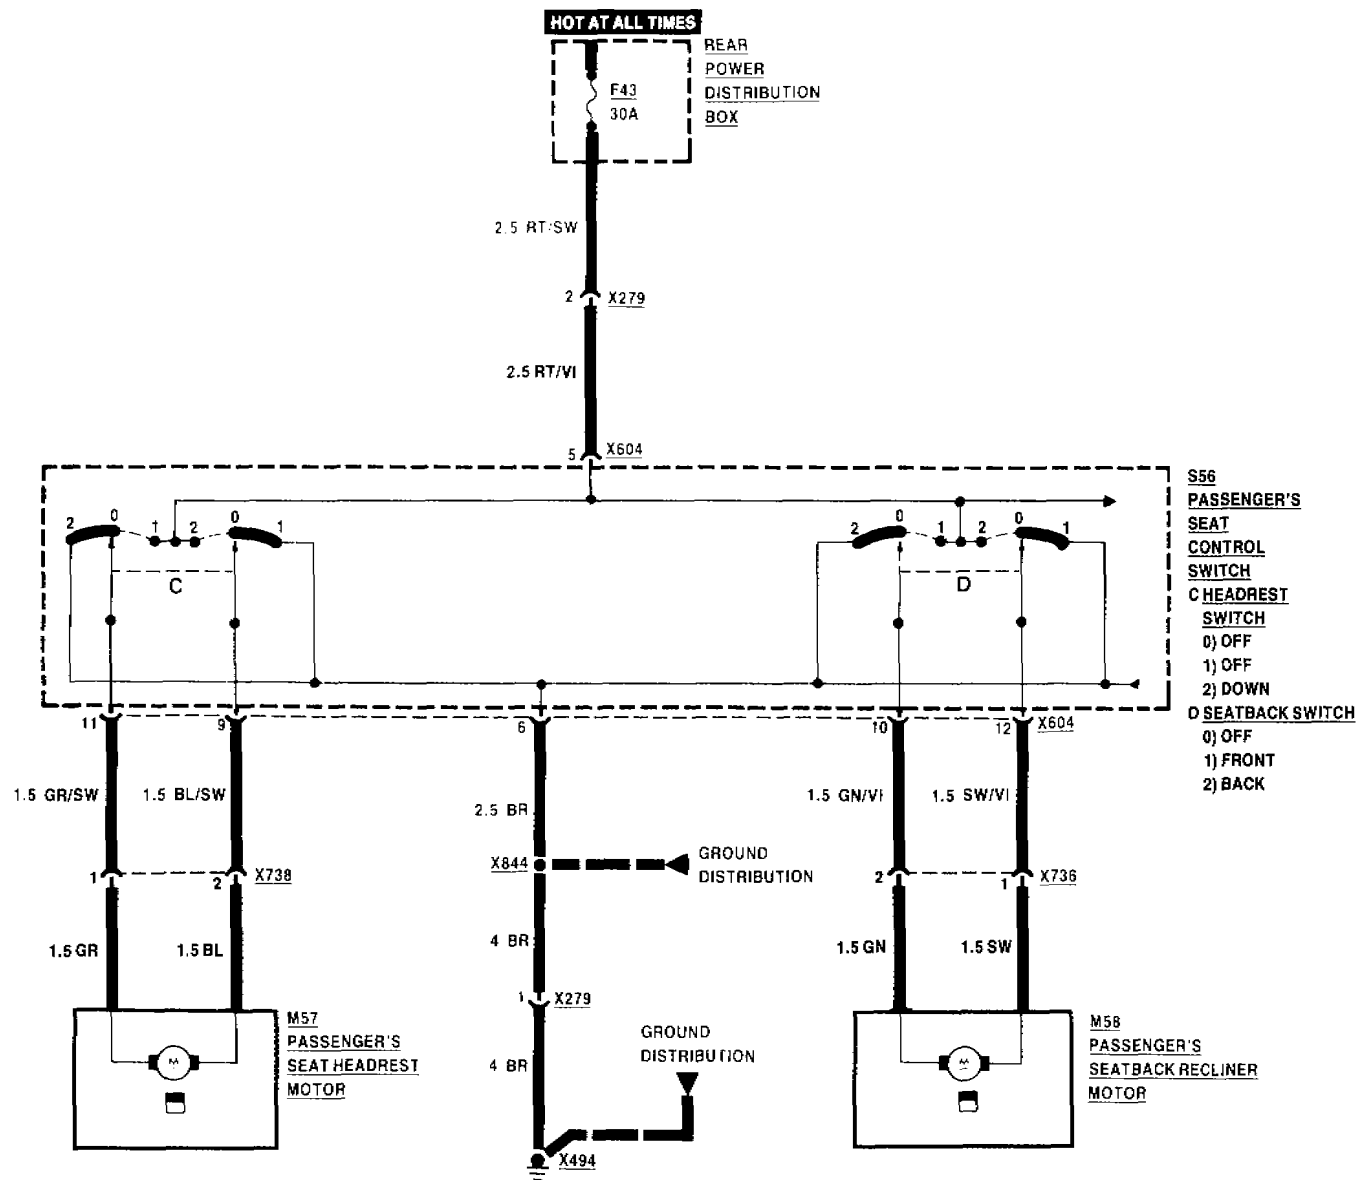 HOT AT ALL TIMES
REAR
POWER
DISTRIBUTION
BOX
F43
30A
2.5 RT/SW
2 X279
2.5 RT/VI
5 X604
S56
PASSENGER'S
SEAT
CONTROL
SWITCH
C HEADREST
SWITCH
0) OFF
1) OFF
2) DOWN
D SEATBACK SWITCH
0) OFF
1) FRONT
2) BACK
2 0 1 2 0 1
C
2 0 1 2 0 1
D
11 9 6 10 12 X604
1.5 GR/SW 1.5 BL/SW
2.5 BR
1.5 GN/VI 1.5 SW/VI
X844
GROUND
DISTRIBUTION
1 2 X738
2 1 X736
1.5 GR 1.5 BL
4 BR
1.5 GN 1.5 SW
1 X279
M57
PASSENGER'S
SEAT HEADREST
MOTOR
M
4 BR
GROUND
DISTRIBUTION
X494
M58
PASSENGER'S
SEATBACK RECLINER
MOTOR
M